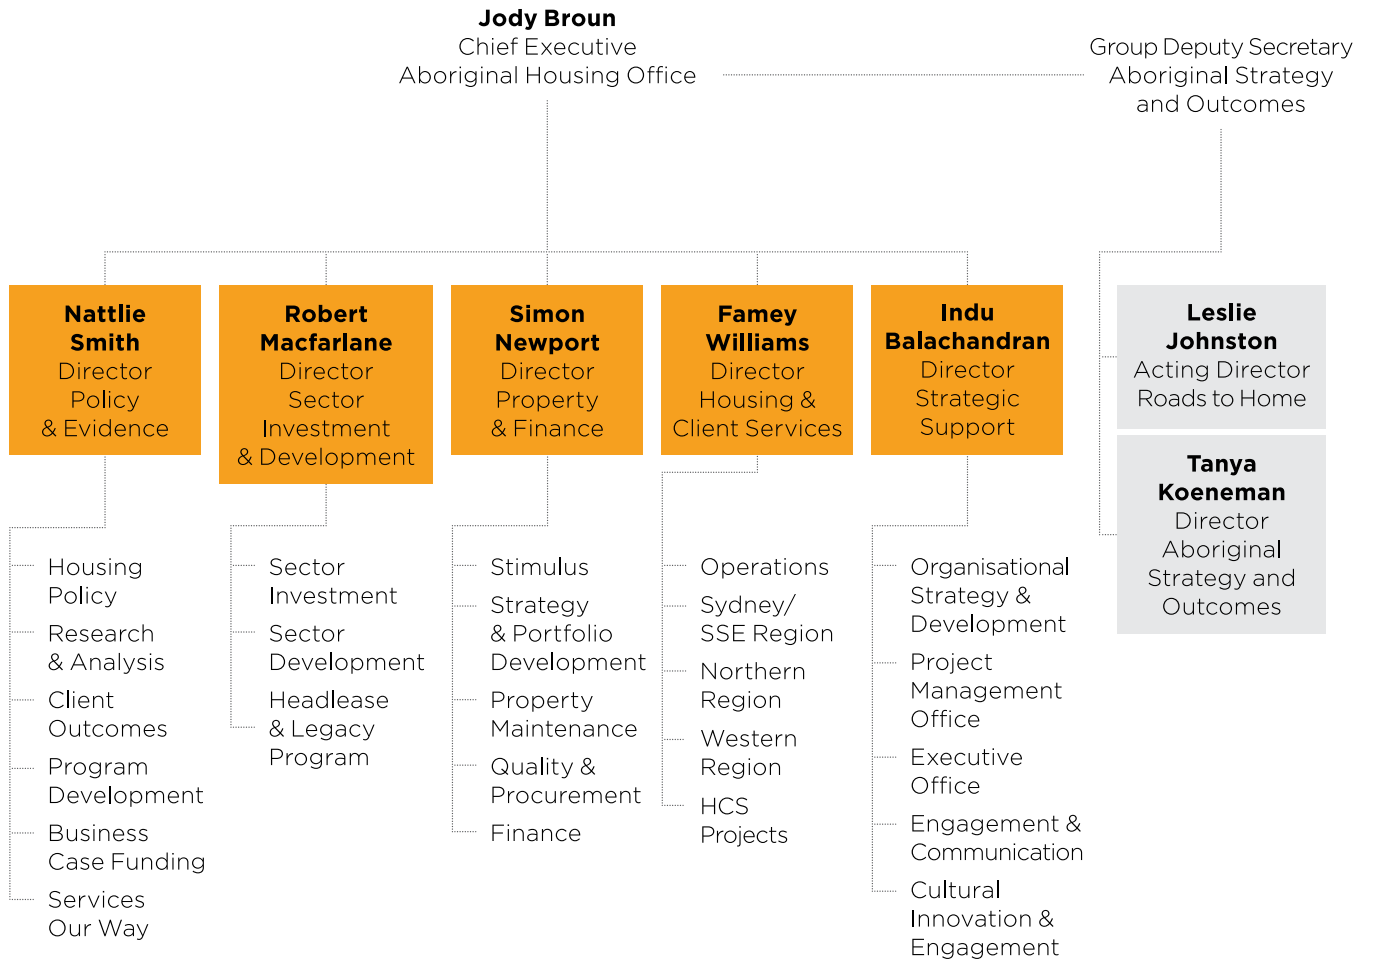 Jody Broun
Chief Executive
Aboriginal Housing Office
Group Deputy Secretary
Aboriginal Strategy
and Outcomes
Nattlie
Smith
Director
Policy
& Evidence
Robert
Macfarlane
Director
Sector
Investment
& Development
Simon
Newport
Director
Property
& Finance
Famey
Williams
Director
Housing &
Client Services
Indu
Balachandran
Director
Strategic
Support
Leslie
Johnston
Acting Director
Roads to Home
Tanya
Koeneman
Director
Aboriginal
Strategy and
Outcomes
Housing
Policy
Research
& Analysis
Client
Outcomes
Program
Development
Business
Case Funding
Services
Our Way
Sector
Investment
Sector
Development
Headlease
& Legacy
Program
Stimulus
Strategy
& Portfolio
Development
Property
Maintenance
Quality &
Procurement
Finance
Operations
Sydney/
SSE Region
Northern
Region
Western
Region
HCS
Projects
Organisational
Strategy &
Development
Project
Management
Office
Executive
Office
Engagement &
Communication
Cultural
Innovation &
Engagement